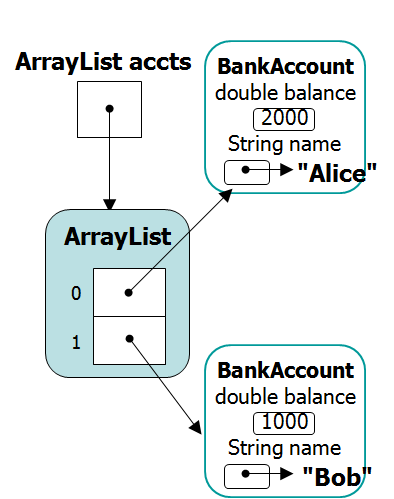 ArrayList accts
BankAccount
double balance
2000
String name
"Alice"
ArrayList
0
1
BankAccount
double balance
1000
String name
"Bob"